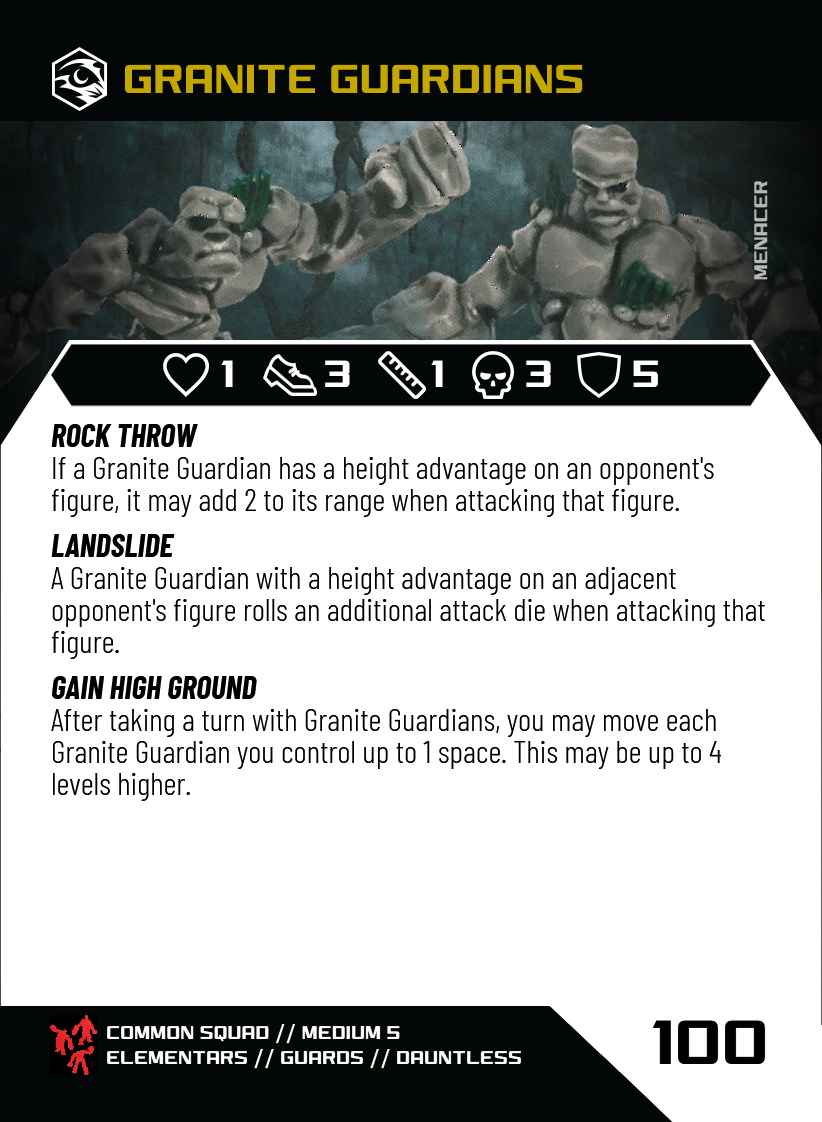 GRANITE GUARDIANS
MENACER
1 3 1 3 5
ROCK THROW
If a Granite Guardian has a height advantage on an opponent's
figure, it may add 2 to its range when attacking that figure.
LANDSLIDE
A Granite Guardian with a height advantage on an adjacent
opponent's figure rolls an additional attack die when attacking that
figure.
GAIN HIGH GROUND
After taking a turn with Granite Guardians, you may move each
Granite Guardian you control up to 1 space. This may be up to 4
levels higher.
COMMON SQUAD // MEDIUM 5
ELEMENTARS // GUARDS // DAUNTLESS
100